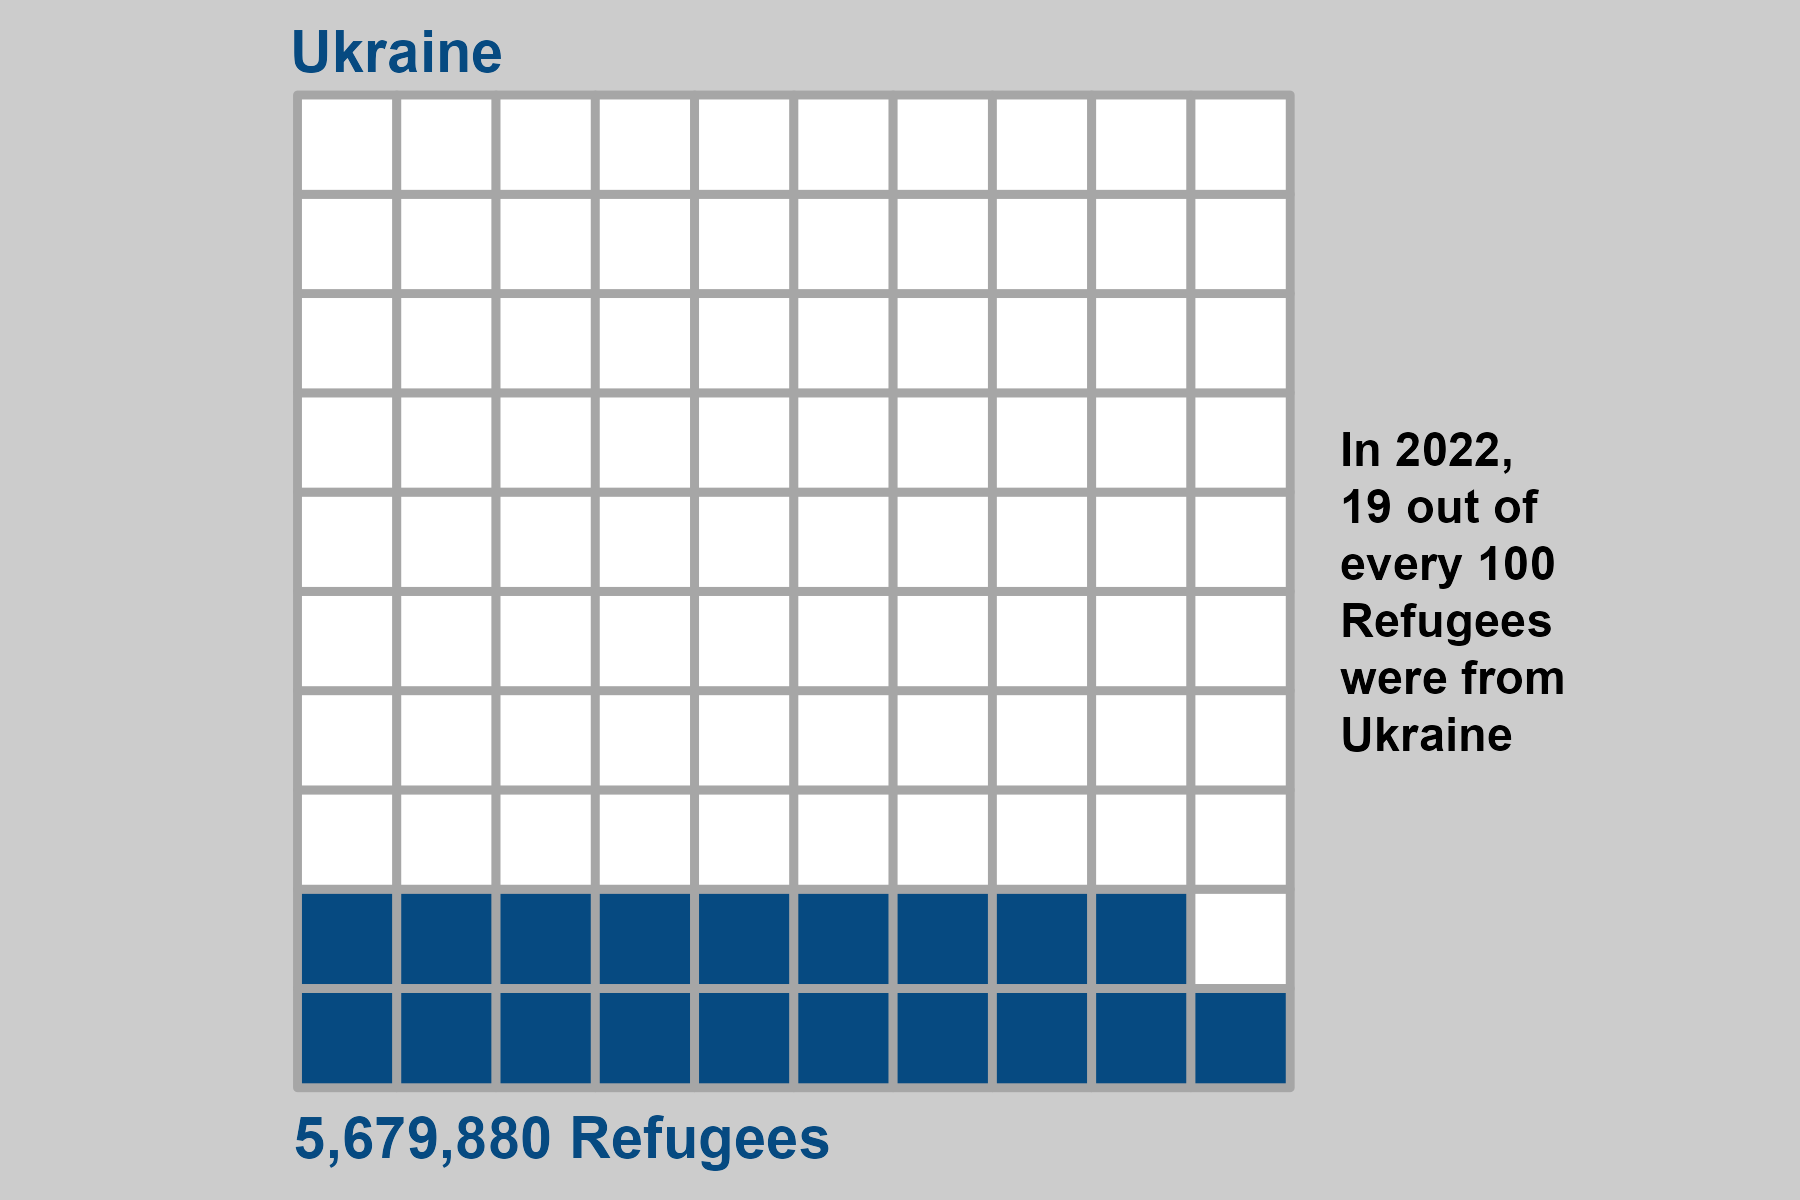 Ukraine
In 2022,
19 out of
every 100
Refugees
were from
Ukraine
5,679,880 Refugees